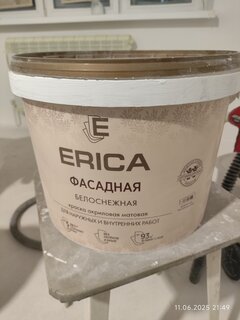 E
ERICA
ФАСАДНАЯ
БЕЛОСНЕЖНАЯ
краска акриловая матовая
ДЛЯ НАРУЖНЫХ И ВНУТРЕННИХ РАБОТ
93
11.06.2025 21:49